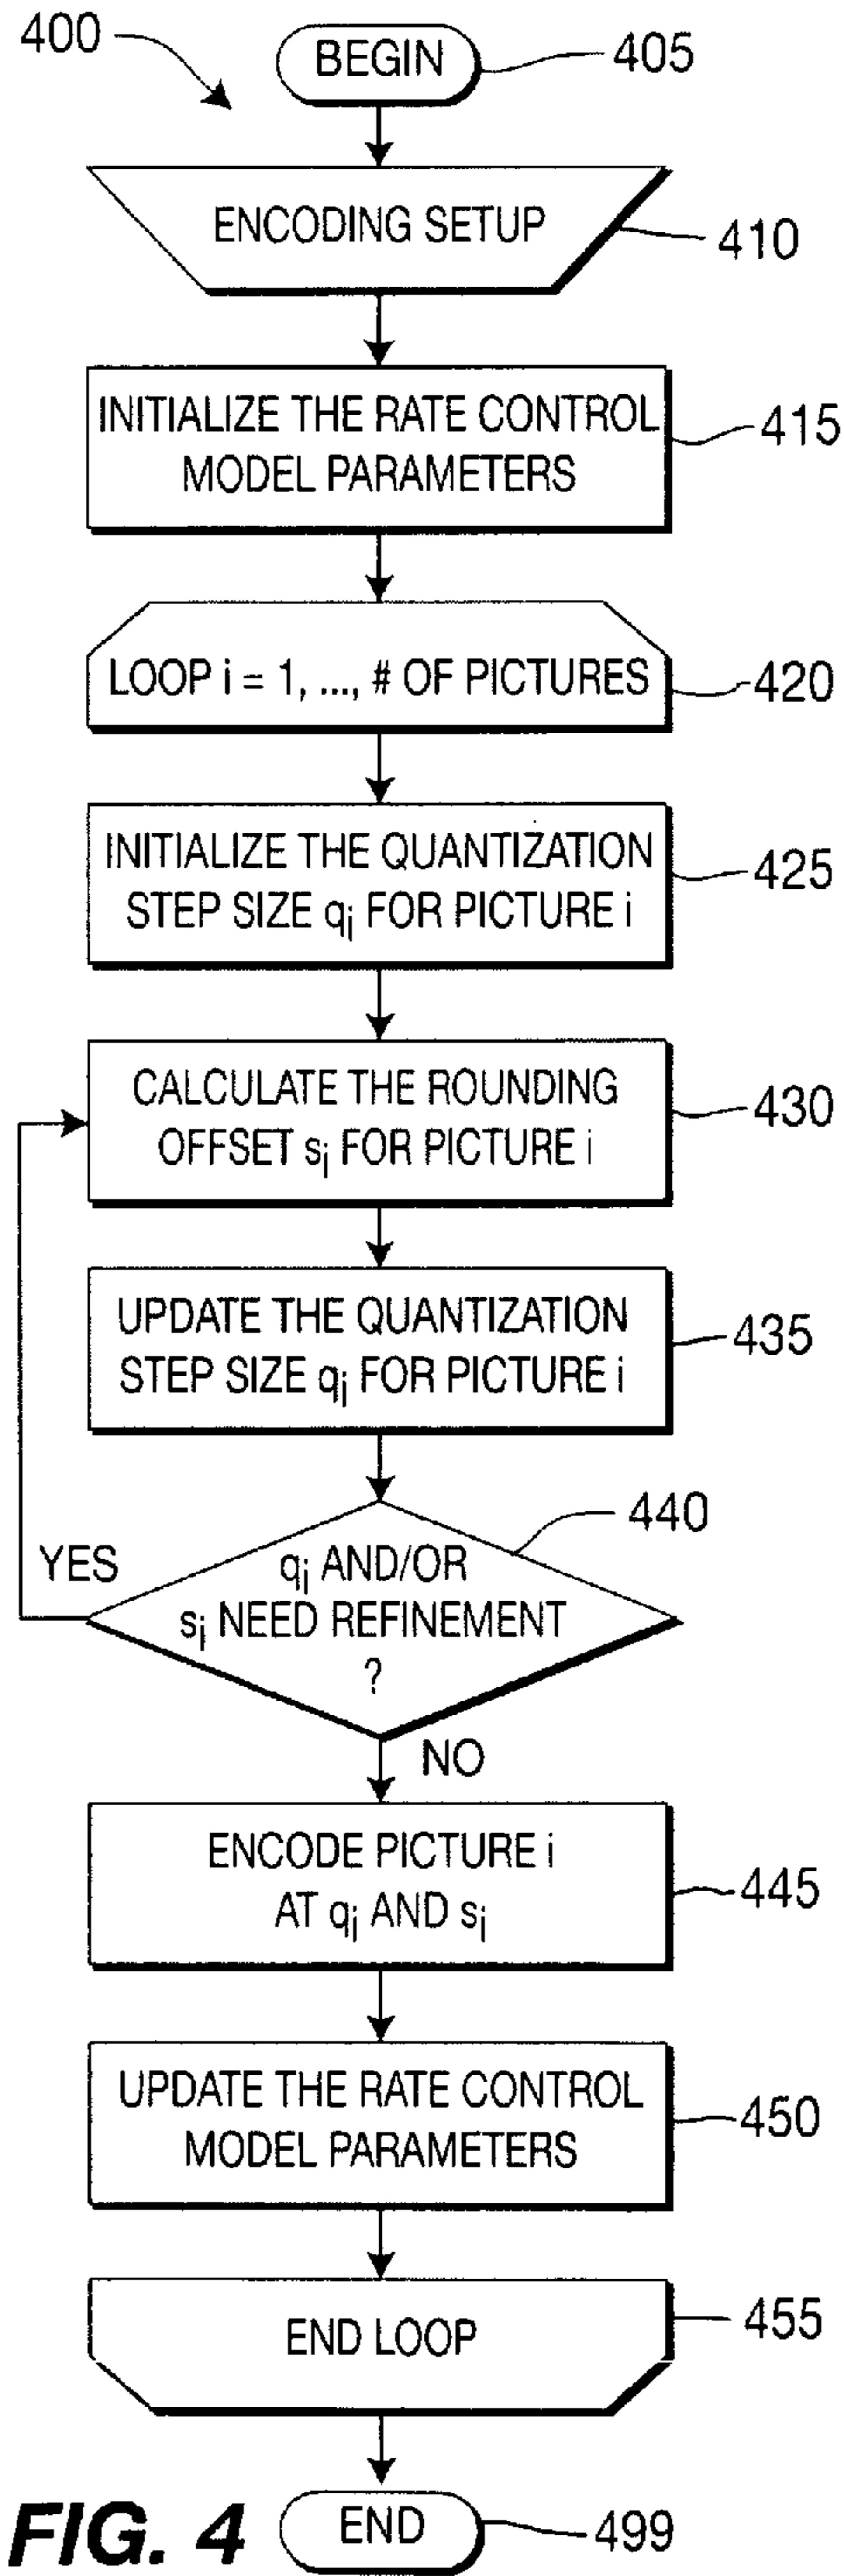 400
BEGIN
405
ENCODING SETUP
410
INITIALIZE THE RATE CONTROL
MODEL PARAMETERS
415
LOOP i = 1, ..., # OF PICTURES
420
INITIALIZE THE QUANTIZATION
STEP SIZE qi FOR PICTURE i
425
CALCULATE THE ROUNDING
OFFSET si FOR PICTURE i
430
UPDATE THE QUANTIZATION
STEP SIZE qi FOR PICTURE i
435
440
YES
qi AND/OR
si NEED REFINEMENT
?
NO
ENCODE PICTURE i
AT qi AND si
445
UPDATE THE RATE CONTROL
MODEL PARAMETERS
450
END LOOP
455
END
499
FIG. 4